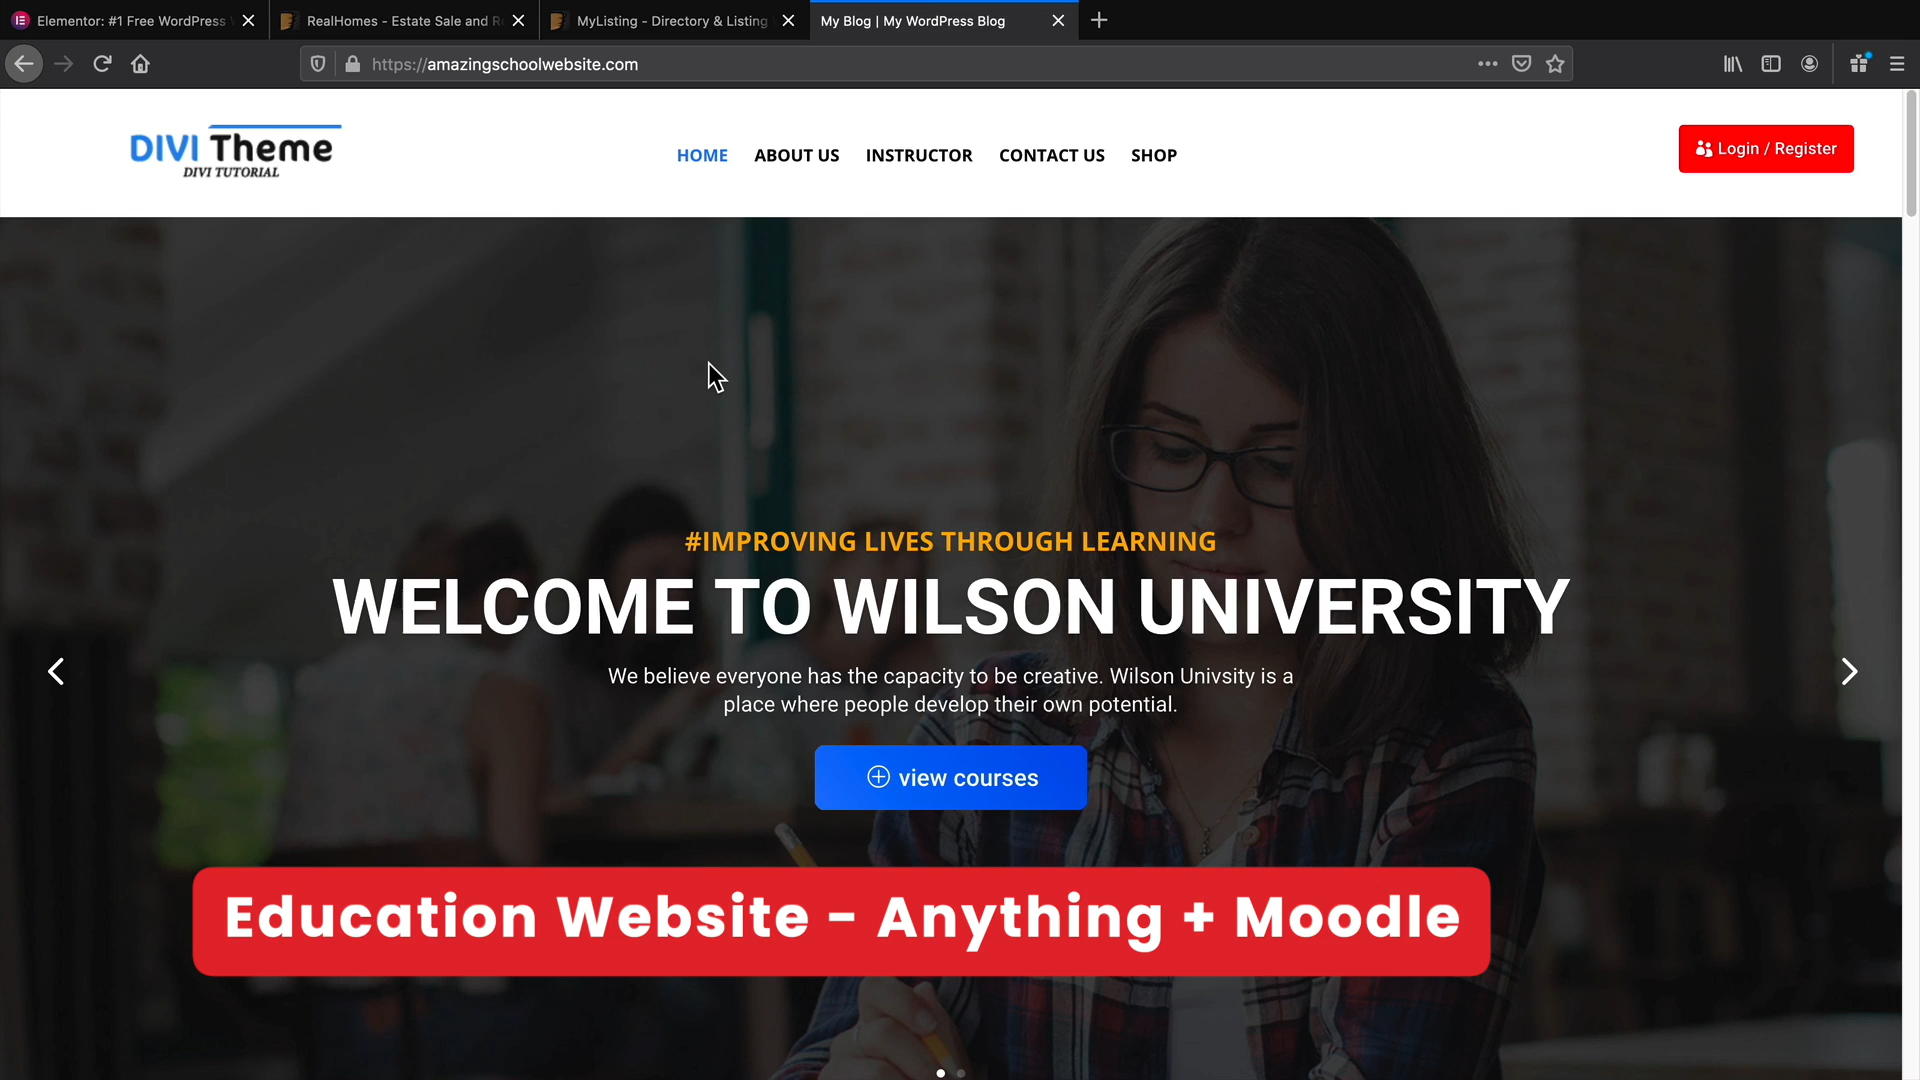 Elementor: #1 Free WordPress
RealHomes - Estate Sale and R
MyListing - Directory & Listing
My Blog | My WordPress Blog
https://amazingschoolwebsite.com
DIVI Theme
DIVI TUTORIAL
HOME
ABOUT US
INSTRUCTOR
CONTACT US
SHOP
Login / Register
#IMPROVING LIVES THROUGH LEARNING
WELCOME TO WILSON UNIVERSITY
We believe everyone has the capacity to be creative. Wilson Univsity is a
place where people develop their own potential.
view courses
Education Website - Anything + Moodle